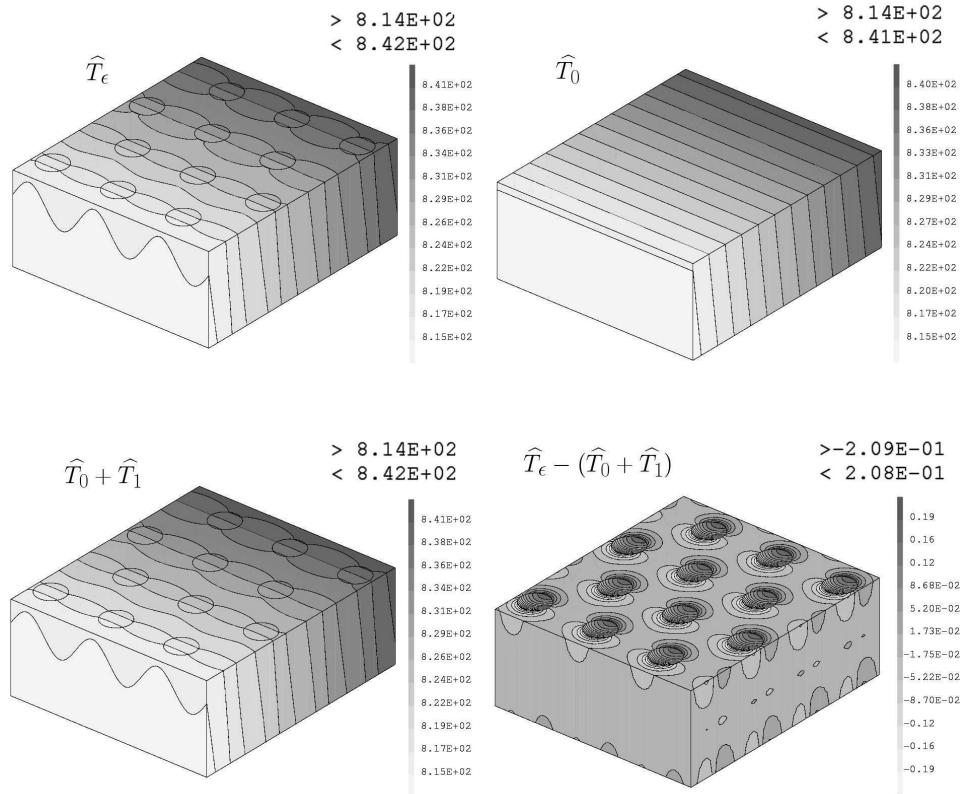 > 8.14E+02
< 8.42E+02
T̂_ϵ
8.41E+02
8.38E+02
8.36E+02
8.34E+02
8.31E+02
8.29E+02
8.26E+02
8.24E+02
8.22E+02
8.19E+02
8.17E+02
8.15E+02
> 8.14E+02
< 8.41E+02
T̂_0
8.40E+02
8.38E+02
8.36E+02
8.33E+02
8.31E+02
8.29E+02
8.27E+02
8.24E+02
8.22E+02
8.20E+02
8.17E+02
8.15E+02
> 8.14E+02
< 8.42E+02
T̂_0 + T̂_1
8.41E+02
8.38E+02
8.36E+02
8.34E+02
8.31E+02
8.29E+02
8.26E+02
8.24E+02
8.22E+02
8.19E+02
8.17E+02
8.15E+02
>-2.09E-01
< 2.08E-01
T̂_ϵ − (T̂_0 + T̂_1)
0.19
0.16
0.12
8.68E-02
5.20E-02
1.73E-02
-1.75E-02
-5.22E-02
-8.70E-02
-0.12
-0.16
-0.19